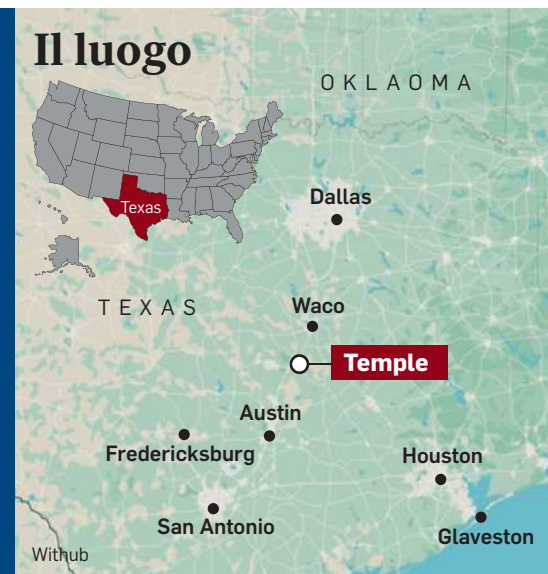 Il luogo
OKLAOMA
Texas
Dallas
TEXAS
Waco
Temple
Austin
Fredericksburg
Houston
San Antonio
Glaveston
Withub